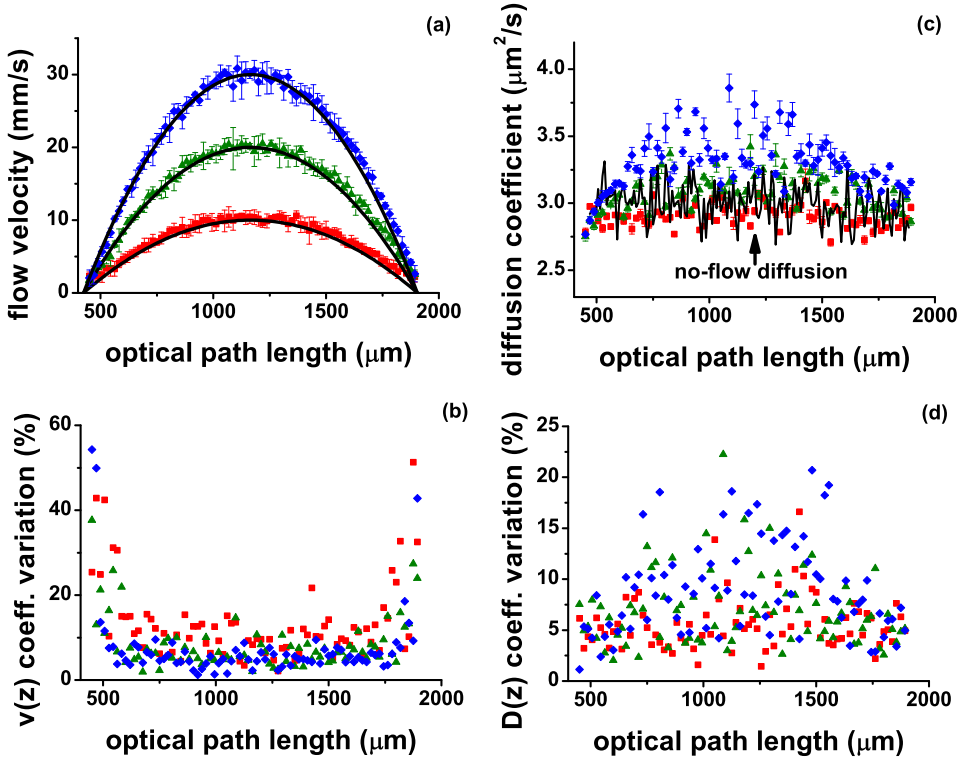 (a)
flow velocity (mm/s)
30
20
10
0
500
1000
1500
2000
optical path length (μm)
(c)
diffusion coefficient (μm²/s)
4.0
3.5
3.0
2.5
no-flow diffusion
500
1000
1500
2000
optical path length (μm)
(b)
v(z) coeff. variation (%)
60
40
20
0
500
1000
1500
2000
optical path length (μm)
(d)
D(z) coeff. variation (%)
25
20
15
10
5
0
500
1000
1500
2000
optical path length (μm)